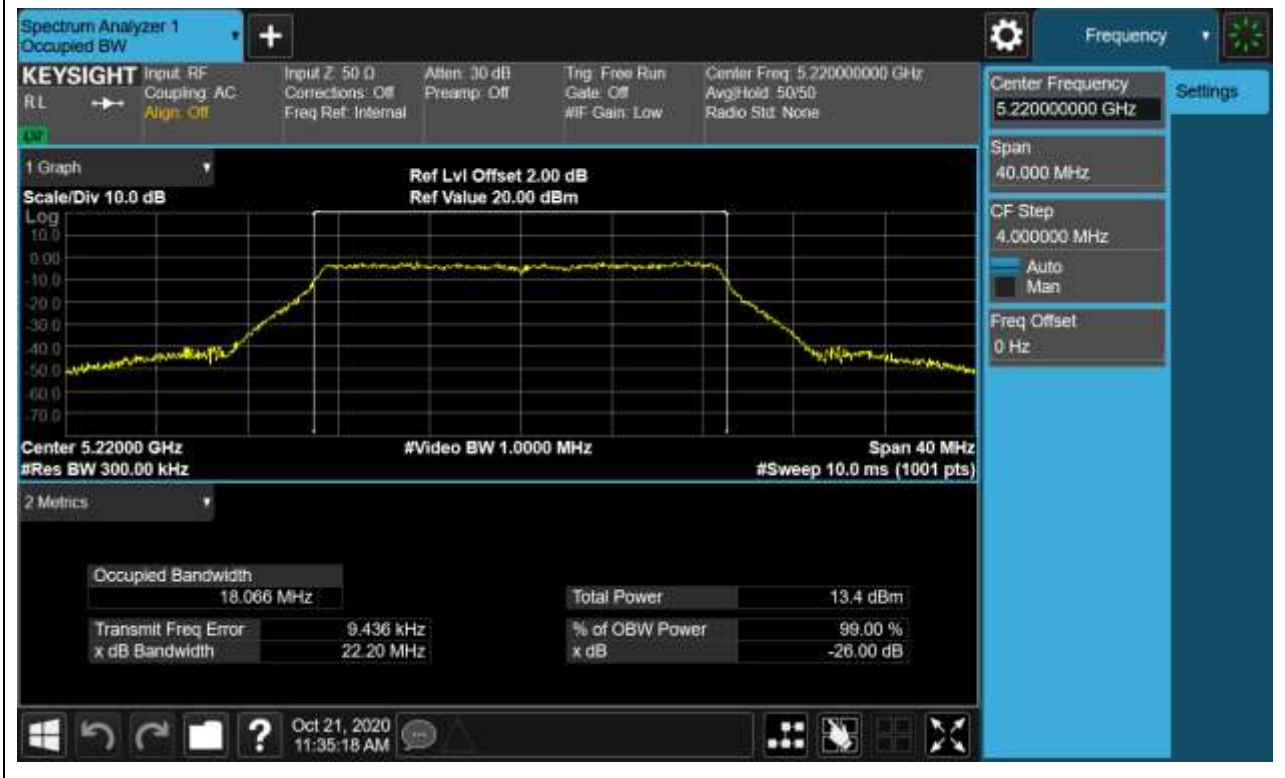 Spectrum Analyzer 1
Occupied BW
+
Frequency
KEYSIGHT Input: RF
RL Coupling: AC
Align: Off
Input Z: 50 Ω
Corrections: Off
Freq Ref: Internal
Atten: 30 dB
Preamp: Off
Trig: Free Run
Gate: Off
#IF Gain: Low
Center Freq: 5.220000000 GHz
Avg|Hold: 50/50
Radio Std: None
Center Frequency
5.220000000 GHz
Settings
Span
40.000 MHz
CF Step
4.000000 MHz
Auto
Man
Freq Offset
0 Hz
1 Graph
Scale/Div 10.0 dB
Ref Lvl Offset 2.00 dB
Ref Value 20.00 dBm
Log
10.0
0.00
-10.0
-20.0
-30.0
-40.0
-50.0
-60.0
-70.0
Center 5.22000 GHz
#Res BW 300.00 kHz
#Video BW 1.0000 MHz
Span 40 MHz
#Sweep 10.0 ms (1001 pts)
2 Metrics
Occupied Bandwidth
18.066 MHz
Transmit Freq Error 9.436 kHz
x dB Bandwidth 22.20 MHz
Total Power 13.4 dBm
% of OBW Power 99.00 %
x dB -26.00 dB
?
Oct 21, 2020
11:35:18 AM